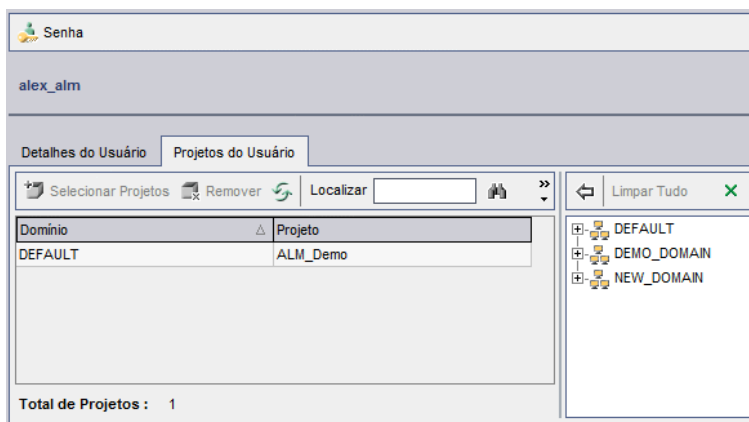 Senha
alex_alm
Detalhes do Usuário Projetos do Usuário
Selecionar Projetos Remover Localizar Limpar Tudo
Domínio Projeto
DEFAULT ALM_Demo
DEFAULT
DEMO_DOMAIN
NEW_DOMAIN
Total de Projetos : 1